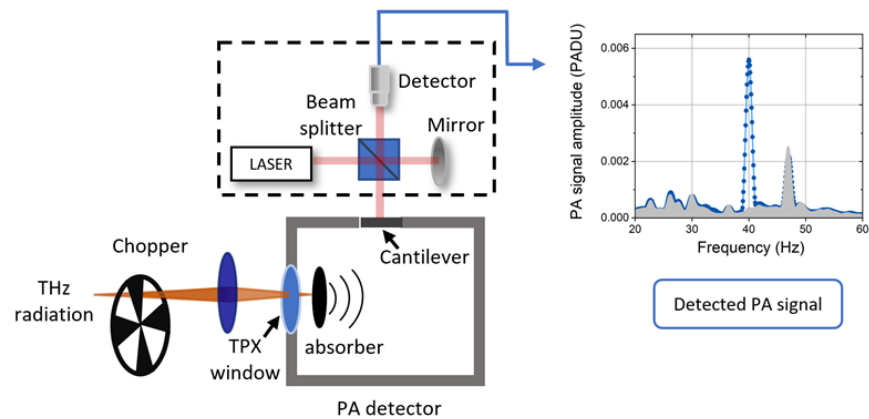 Detector
Beam
splitter
Mirror
LASER
Cantilever
Chopper
THz
radiation
TPX
window
absorber
PA detector
PA signal amplitude (PADU)
0.006
0.004
0.002
0.000
20
30
40
50
60
Frequency (Hz)
Detected PA signal